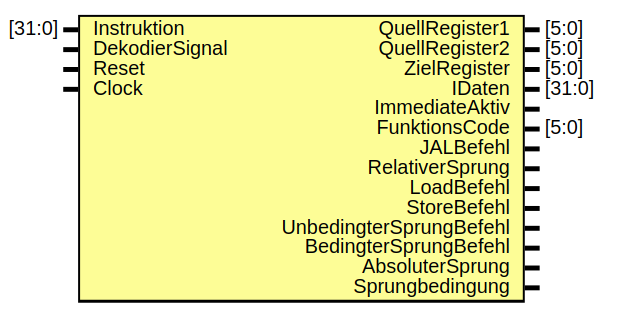 [31:0] Instruktion QuellRegister1 [5:0]
DekodierSignal QuellRegister2 [5:0]
Reset ZielRegister [5:0]
Clock IDaten [31:0]
ImmediateAktiv
FunktionsCode [5:0]
JALBefehl
RelativerSprung
LoadBefehl
StoreBefehl
UnbedingterSprungBefehl
BedingterSprungBefehl
AbsoluterSprung
Sprungbedingung